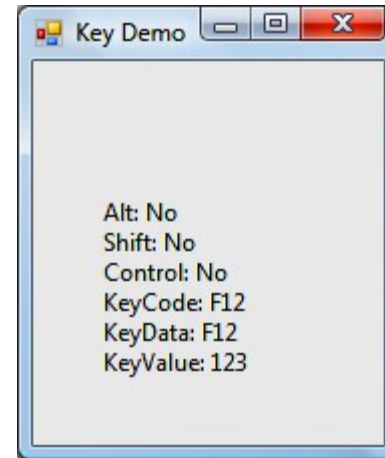 Key Demo
Alt: No
Shift: No
Control: No
KeyCode: F12
KeyData: F12
KeyValue: 123